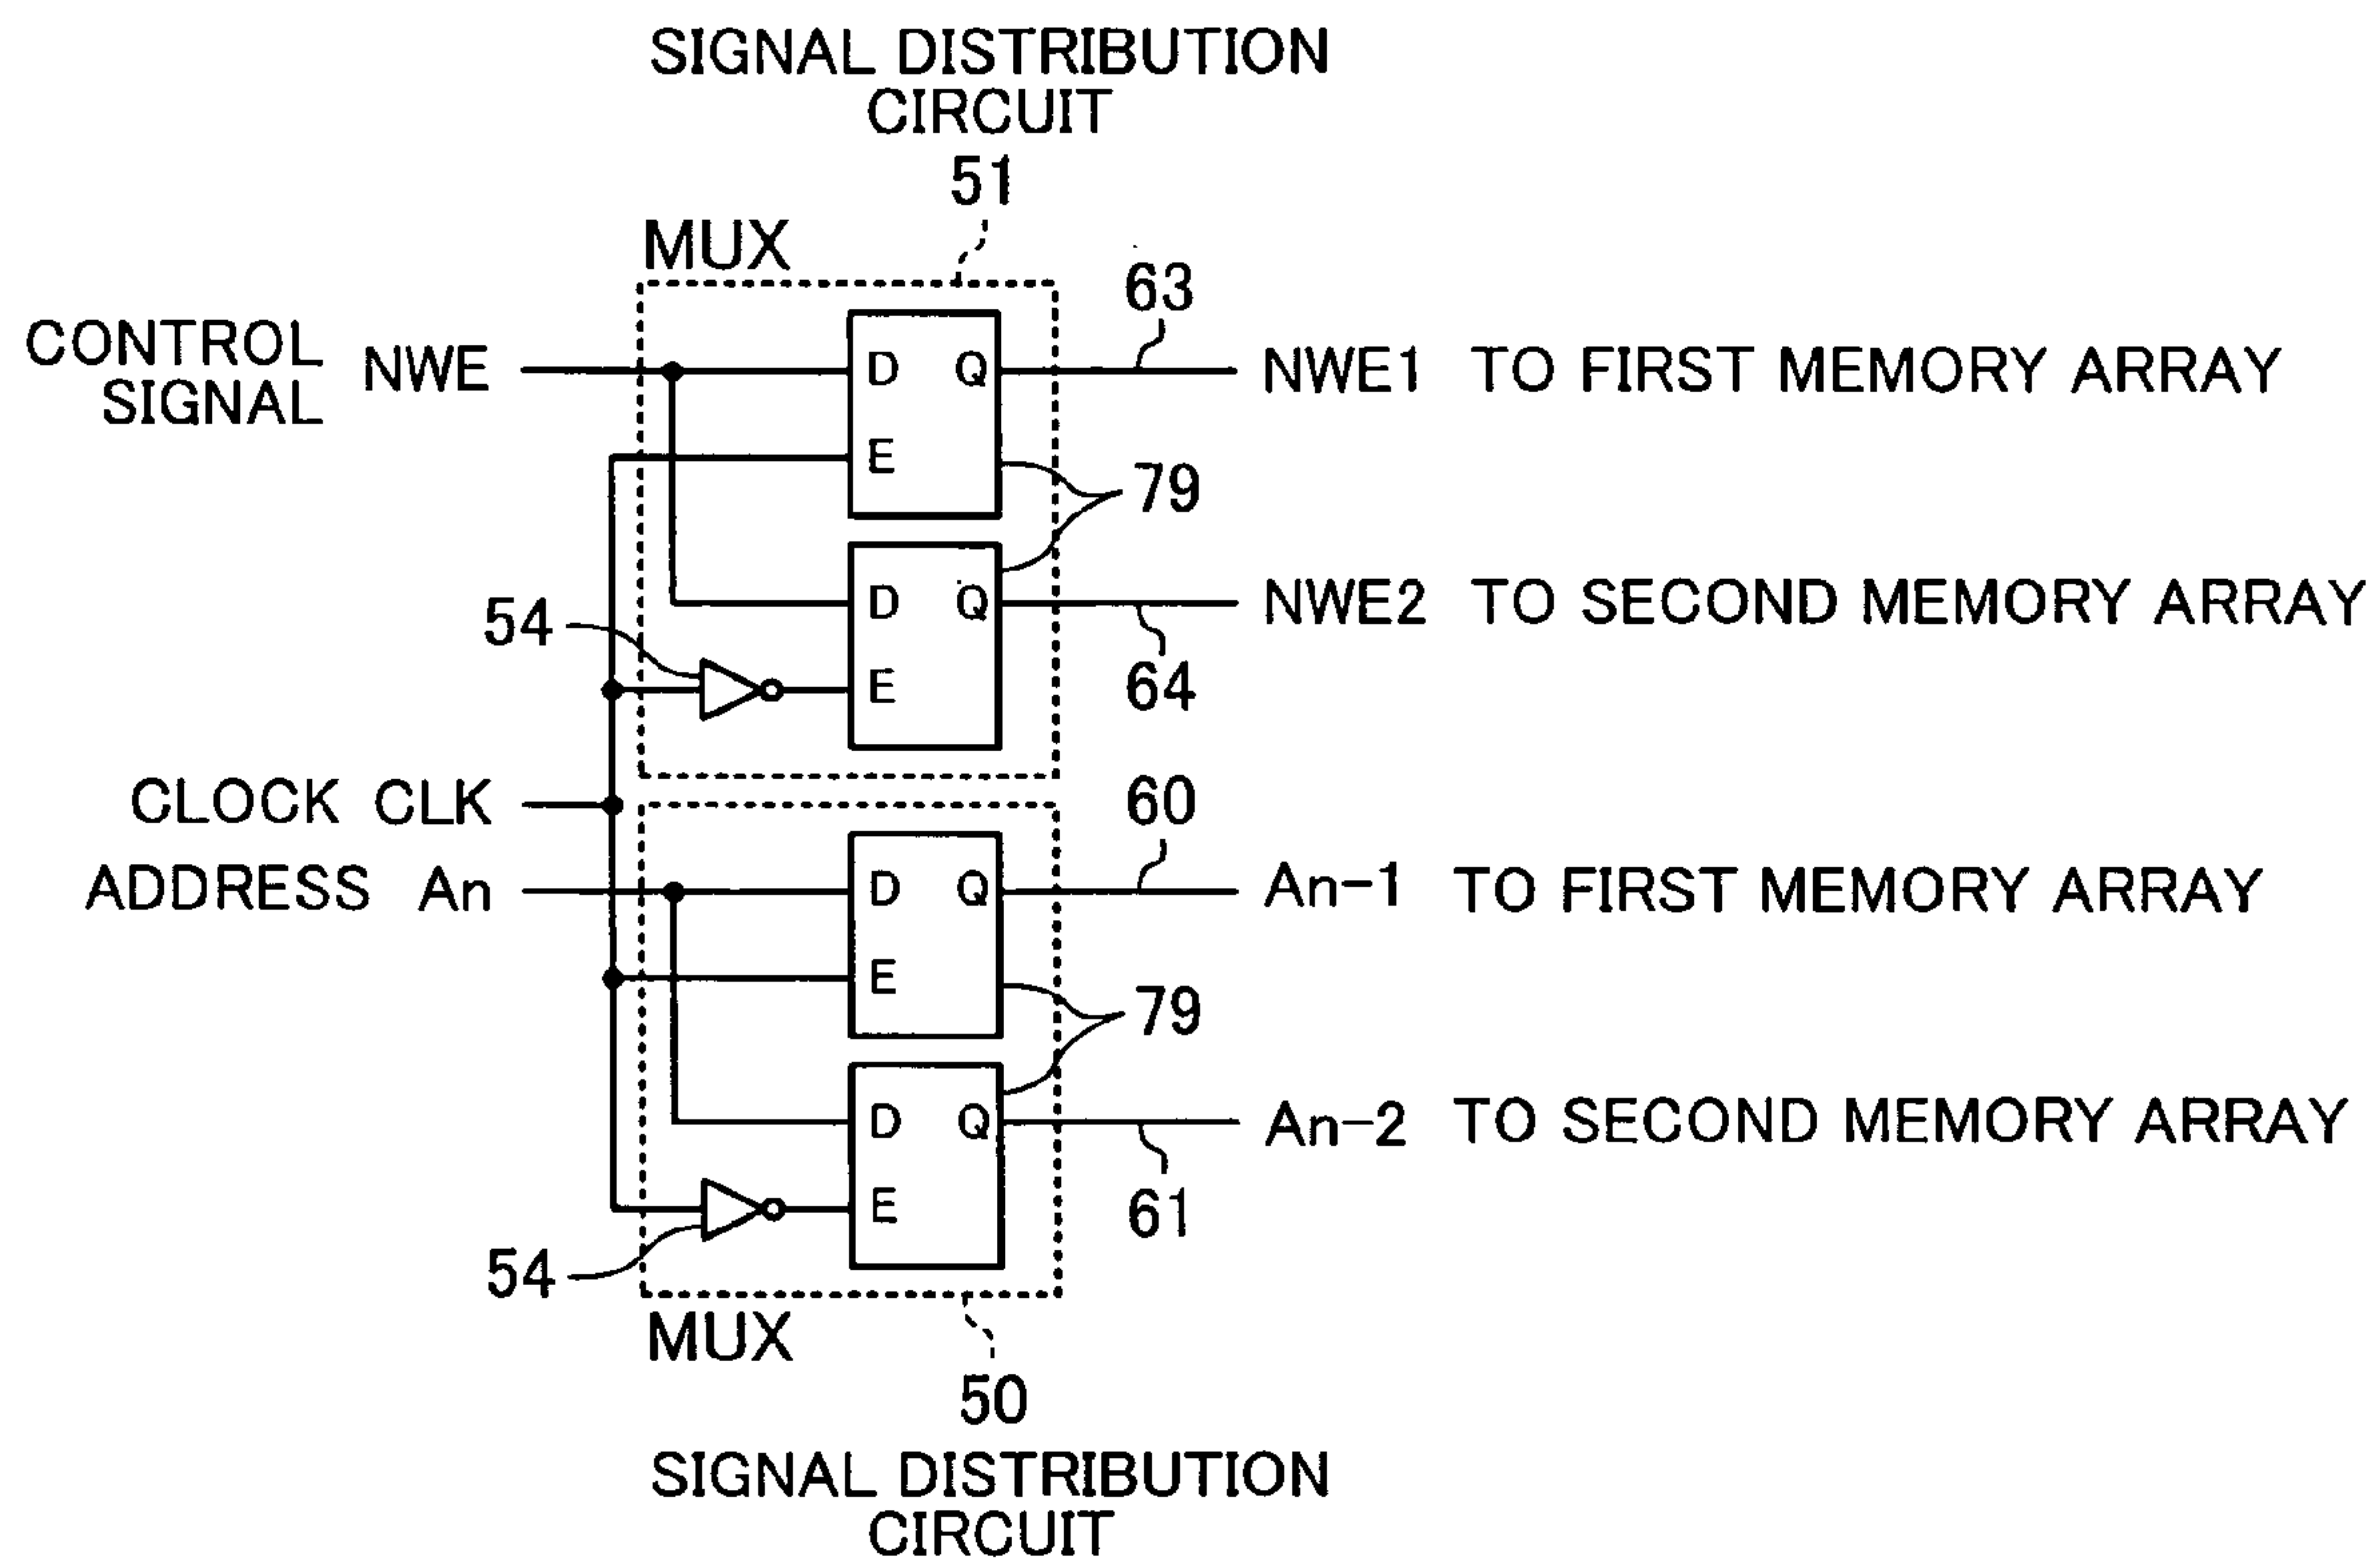 SIGNAL DISTRIBUTION
CIRCUIT
51
MUX
63
CONTROL
SIGNAL
NWE
D
Q
E
NWE1 TO FIRST MEMORY ARRAY
79
54
D
Q
E
NWE2 TO SECOND MEMORY ARRAY
64
CLOCK CLK
60
ADDRESS An
D
Q
E
An-1 TO FIRST MEMORY ARRAY
79
D
Q
E
An-2 TO SECOND MEMORY ARRAY
61
54
MUX
50
SIGNAL DISTRIBUTION
CIRCUIT